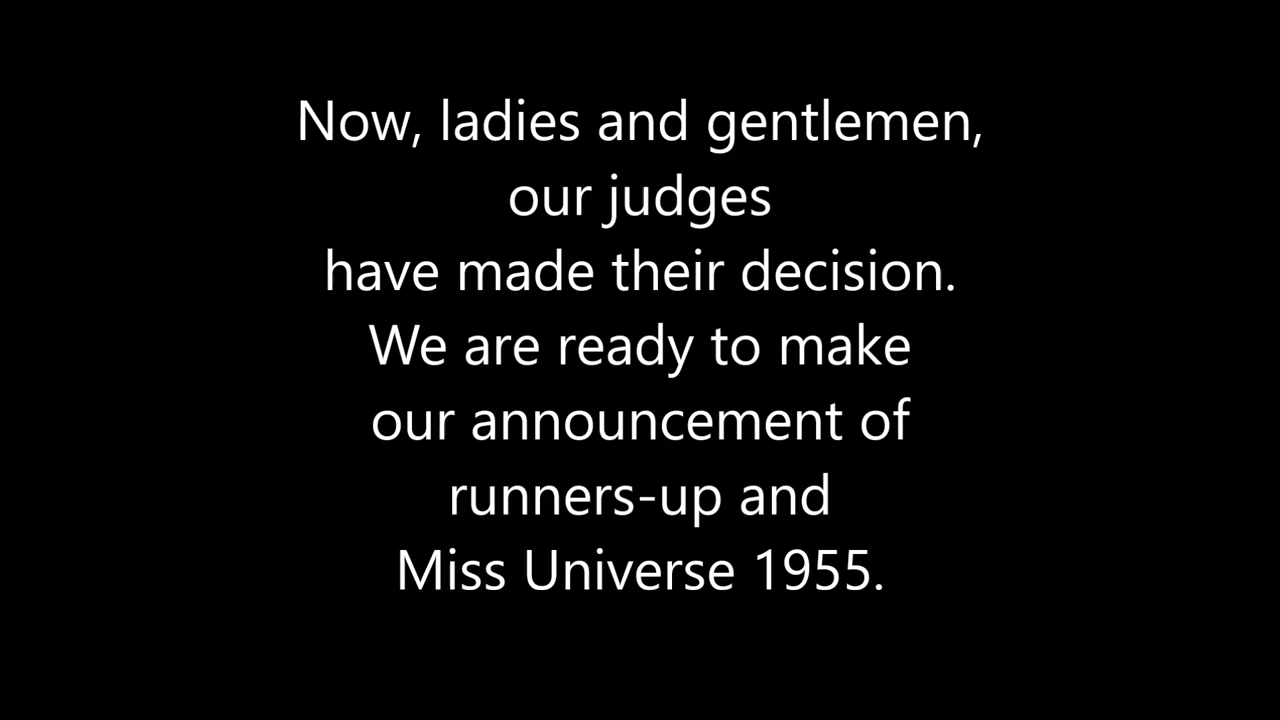 Now, ladies and gentlemen,
our judges
have made their decision.
We are ready to make
our announcement of
runners-up and
Miss Universe 1955.